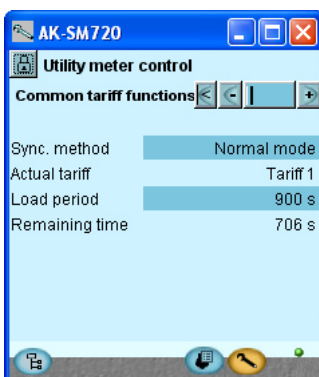 AK-SM720
Utility meter control
Common tariff functions
Sync. method Normal mode
Actual tariff Tariff 1
Load period 900 s
Remaining time 706 s